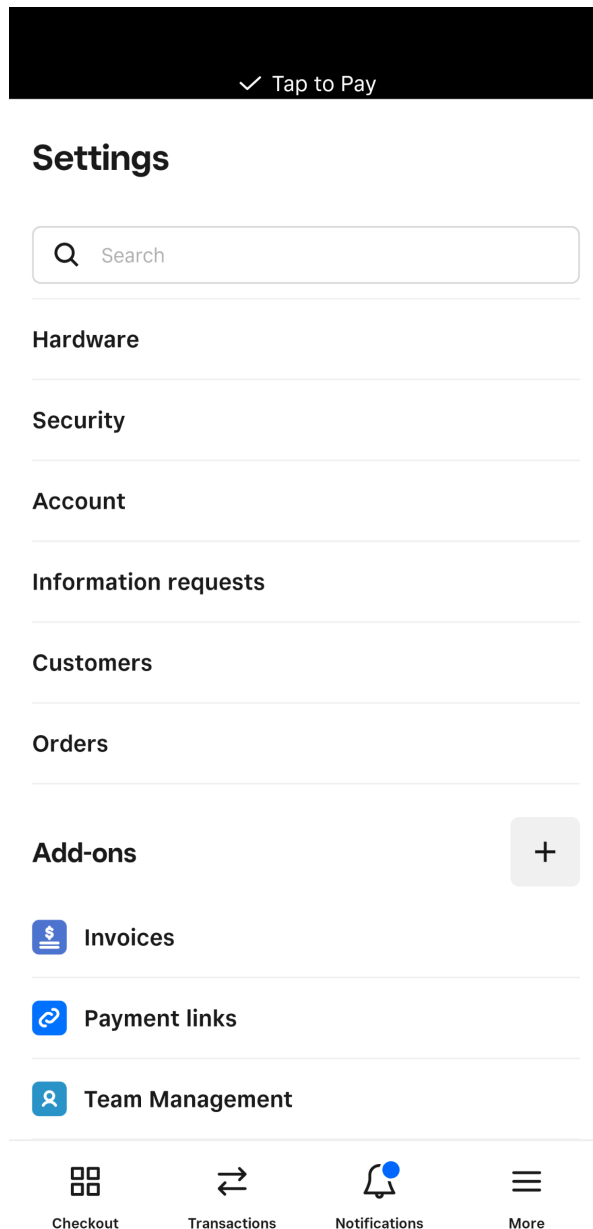 Tap to Pay
Settings
Search
Hardware
Security
Account
Information requests
Customers
Orders
Add-ons
Invoices
Payment links
Team Management
Checkout Transactions Notifications More